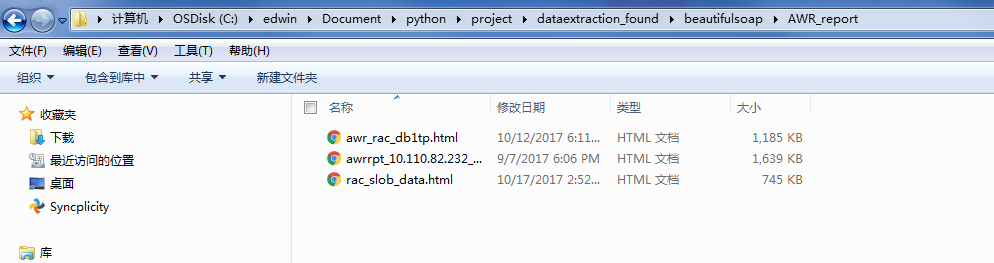 计算机 OSDisk (C:) edwin Document python project dataextraction_found beautifulsoap AWR_report
文件(F) 编辑(E) 查看(V) 工具(T) 帮助(H)
组织 包含到库中 共享 新建文件夹
收藏夹
下载
最近访问的位置
桌面
Syncplicity
库
名称 修改日期 类型 大小
awr_rac_db1tp.html 10/12/2017 6:11... HTML 文档 1,185 KB
awrrpt_10.110.82.232_... 9/7/2017 6:06 PM HTML 文档 1,639 KB
rac_slob_data.html 10/17/2017 2:52... HTML 文档 745 KB